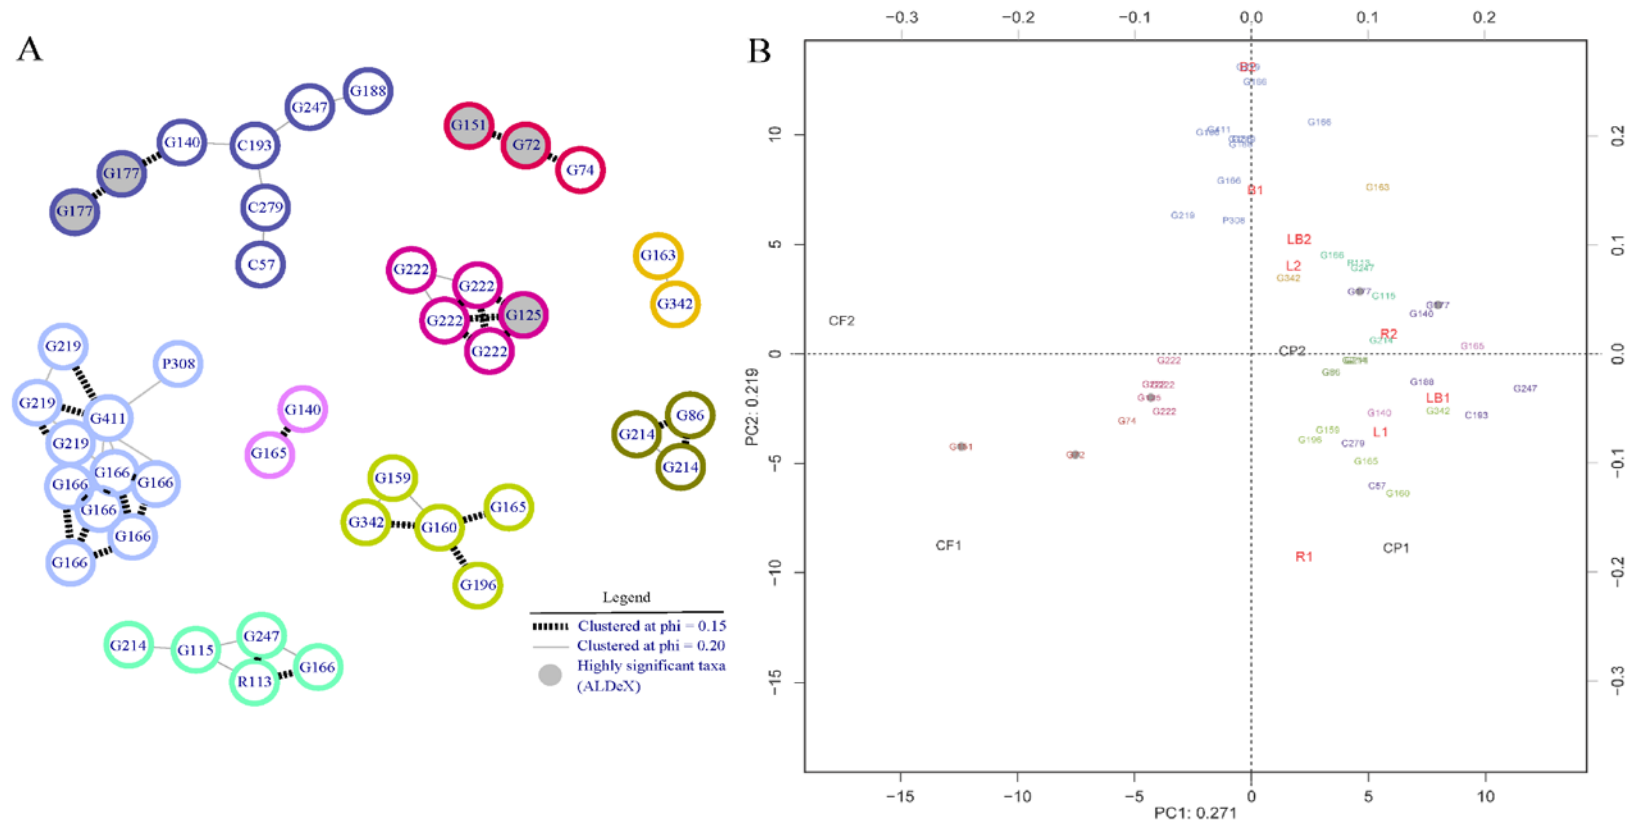 A
G188
G247
G140
C193
G177
G177
C279
C57
G151
G72
G74
G163
G342
G222
G222
G222
G125
G222
G219
P308
G219
G411
G219
G166
G166
G166
G166
G166
G166
G140
G165
G86
G214
G214
G159
G165
G342
G160
G196
G214
G115
G247
G166
R113
Legend
Clustered at phi = 0.15
Clustered at phi = 0.20
Highly significant taxa
(ALDeX)
B
−0.3 −0.2 −0.1 0.0 0.1 0.2
B2
G166
G166
G411
G166
G219
P308
B1
G163
LB2
L2
G166
R113
G247
G342
G177
G115
G177
G140
R2
G214
G165
CF2
CP2
G86
G222
G222
G222
G74
G188
G247
LB1
G342
C193
G140
G159
L1
G196
C279
G165
C57
G160
CF1
R1
CP1
10
5
0
−5
−10
−15
PC2: 0.219
0.2
0.1
0.0
−0.1
−0.2
−0.3
−15 −10 −5 0 5 10
PC1: 0.271